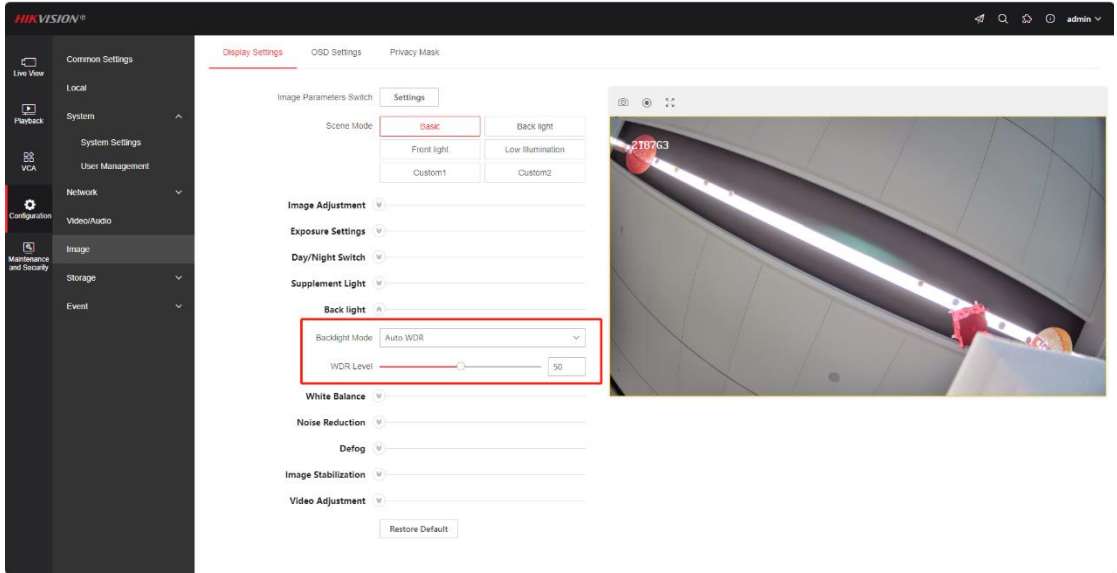 HIKVISION®
admin
Live View
Playback
VCA
Configuration
Maintenance
and Security
Common Settings
Local
System
System Settings
User Management
Network
Video/Audio
Image
Storage
Event
Display Settings
OSD Settings
Privacy Mask
Image Parameters Switch
Settings
Scene Mode
Basic
Back light
Front light
Low Illumination
Custom1
Custom2
Image Adjustment
Exposure Settings
Day/Night Switch
Supplement Light
Back light
Backlight Mode
Auto WDR
WDR Level
50
White Balance
Noise Reduction
Defog
Image Stabilization
Video Adjustment
Restore Default
2T87G3